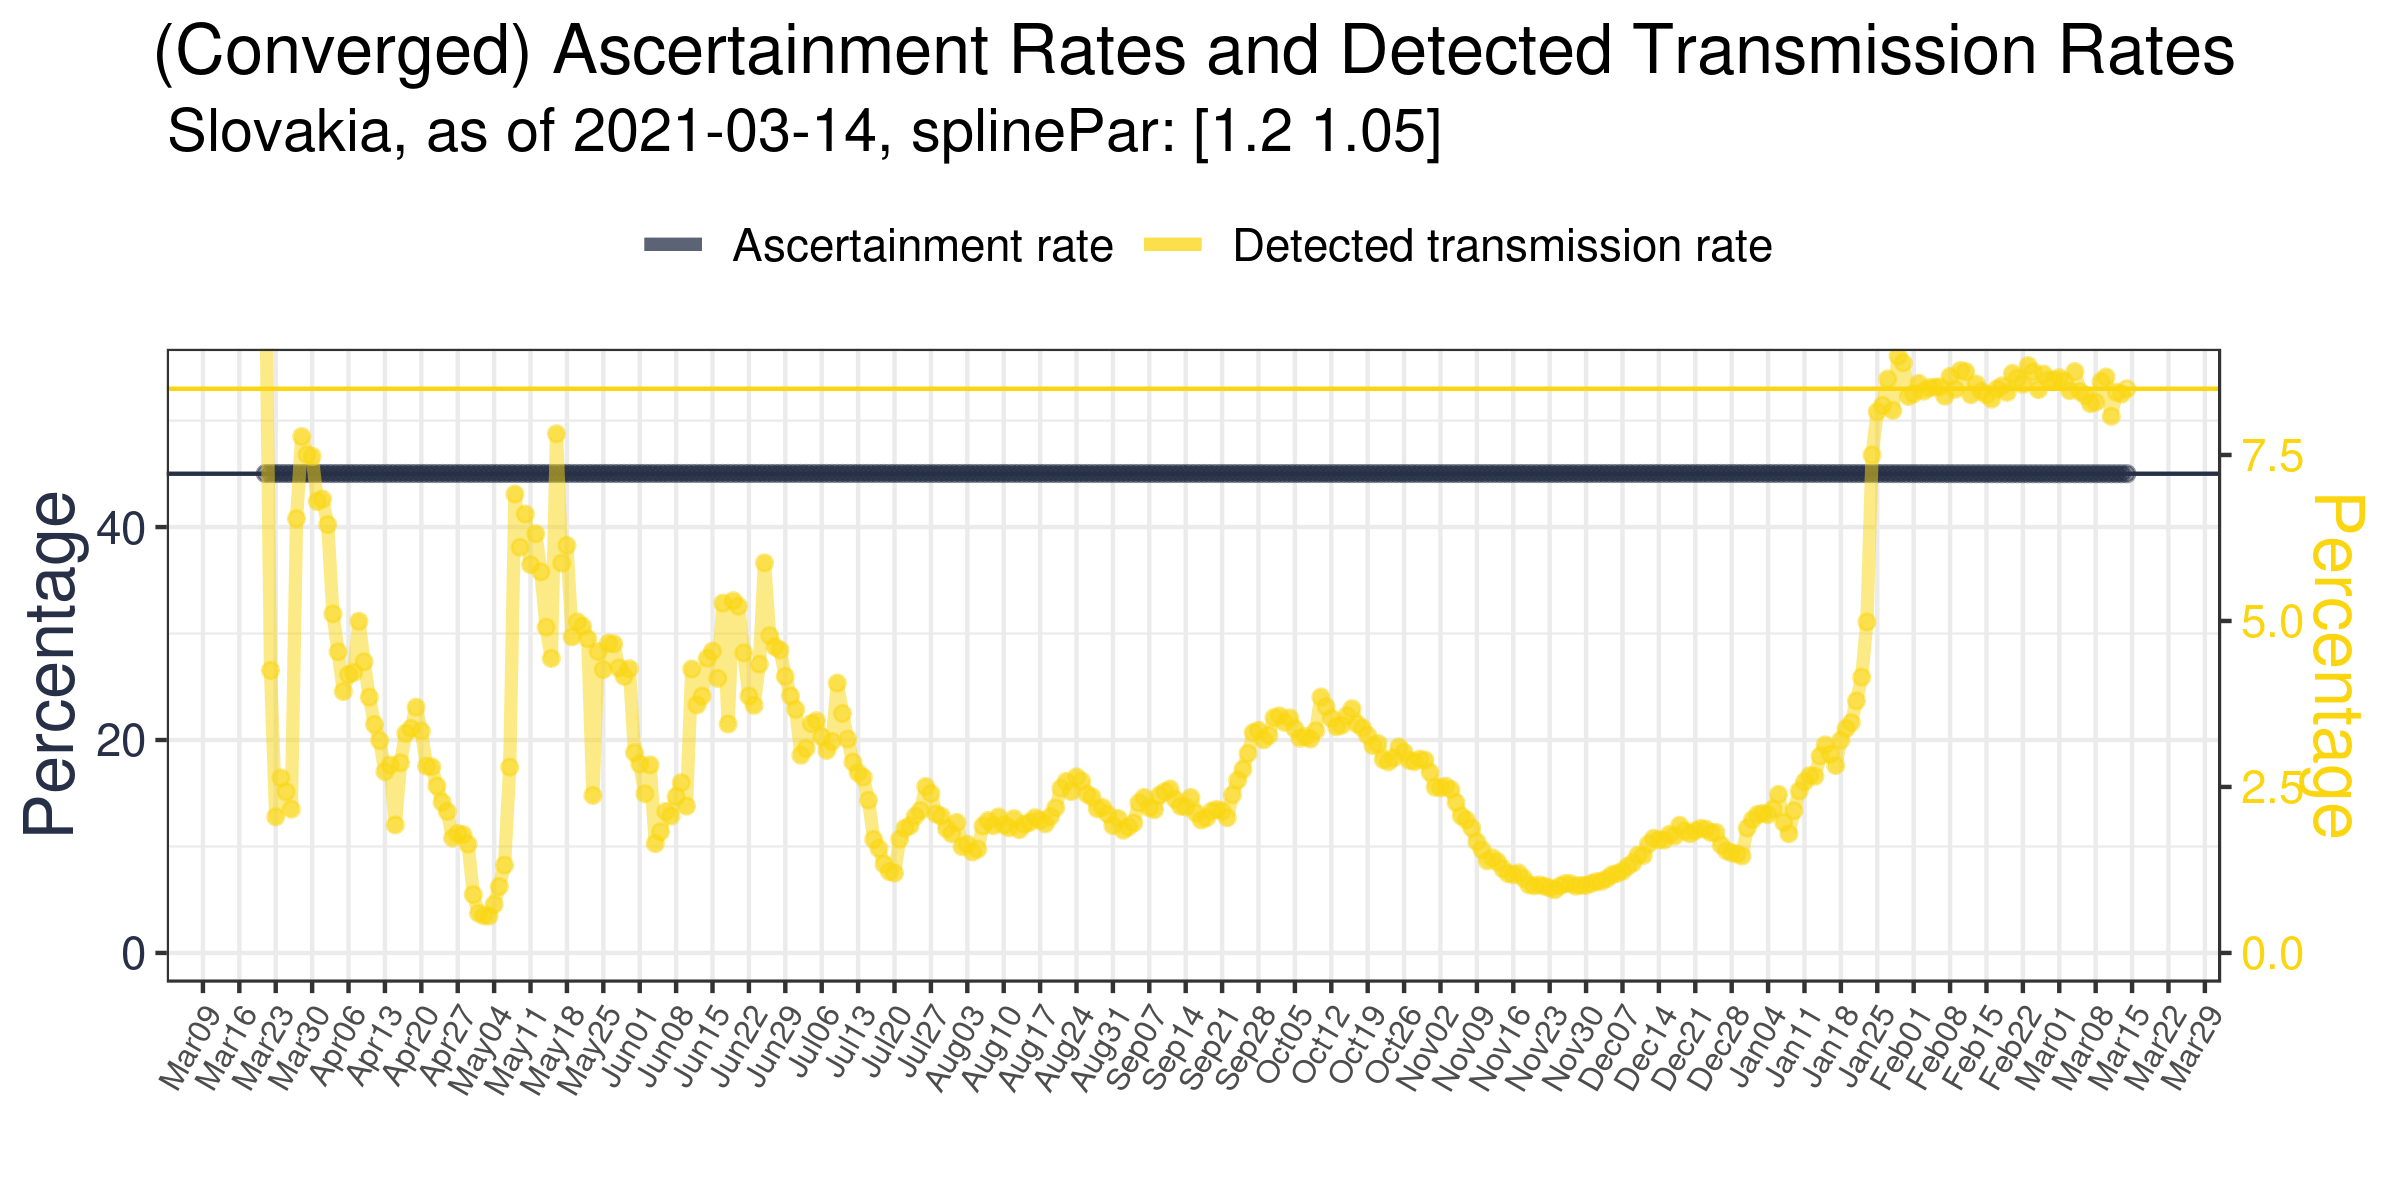 (Converged) Ascertainment Rates and Detected Transmission Rates
Slovakia, as of 2021-03-14, splinePar: [1.2 1.05]
Ascertainment rate
Detected transmission rate
Percentage
40
20
0
7.5
5.0
2.5
0.0
Percentage
Mar09
Mar16
Mar23
Mar30
Apr06
Apr13
Apr20
Apr27
May04
May11
May18
May25
Jun01
Jun08
Jun15
Jun22
Jun29
Jul06
Jul13
Jul20
Jul27
Aug03
Aug10
Aug17
Aug24
Aug31
Sep07
Sep14
Sep21
Sep28
Oct05
Oct12
Oct19
Oct26
Nov02
Nov09
Nov16
Nov23
Nov30
Dec07
Dec14
Dec21
Dec28
Jan04
Jan11
Jan18
Jan25
Feb01
Feb08
Feb15
Feb22
Mar01
Mar08
Mar15
Mar22
Mar29